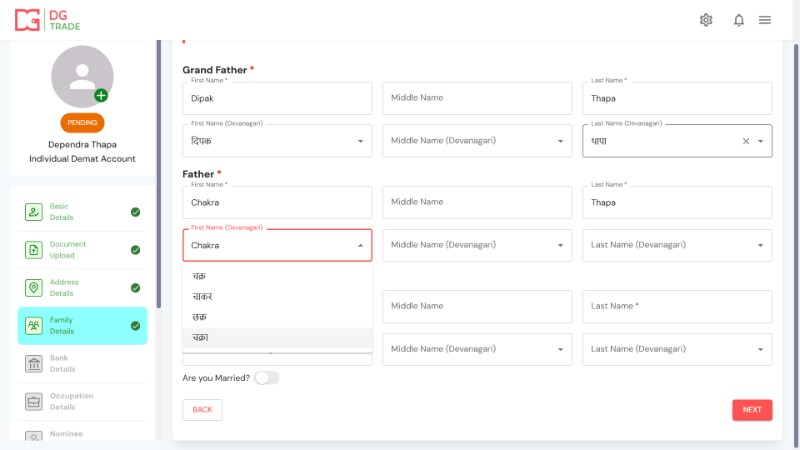 DG
TRADE
PENDING
Dependra Thapa
Individual Demat Account
Basic
Details
Document
Upload
Address
Details
Family
Details
Bank
Details
Occupation
Details
Nominee
Grand Father *
First Name *
Dipak
Middle Name
Last Name *
Thapa
First Name (Devanagari)
दिपक
Middle Name (Devanagari)
Last Name (Devanagari)
थापा
Father *
First Name *
Chakra
Middle Name
Last Name *
Thapa
First Name (Devanagari)
Chakra
Middle Name (Devanagari)
Last Name (Devanagari)
चक्र
चाकर
छक्र
चक्रा
Middle Name
Last Name *
Middle Name (Devanagari)
Last Name (Devanagari)
Are you Married?
BACK
NEXT